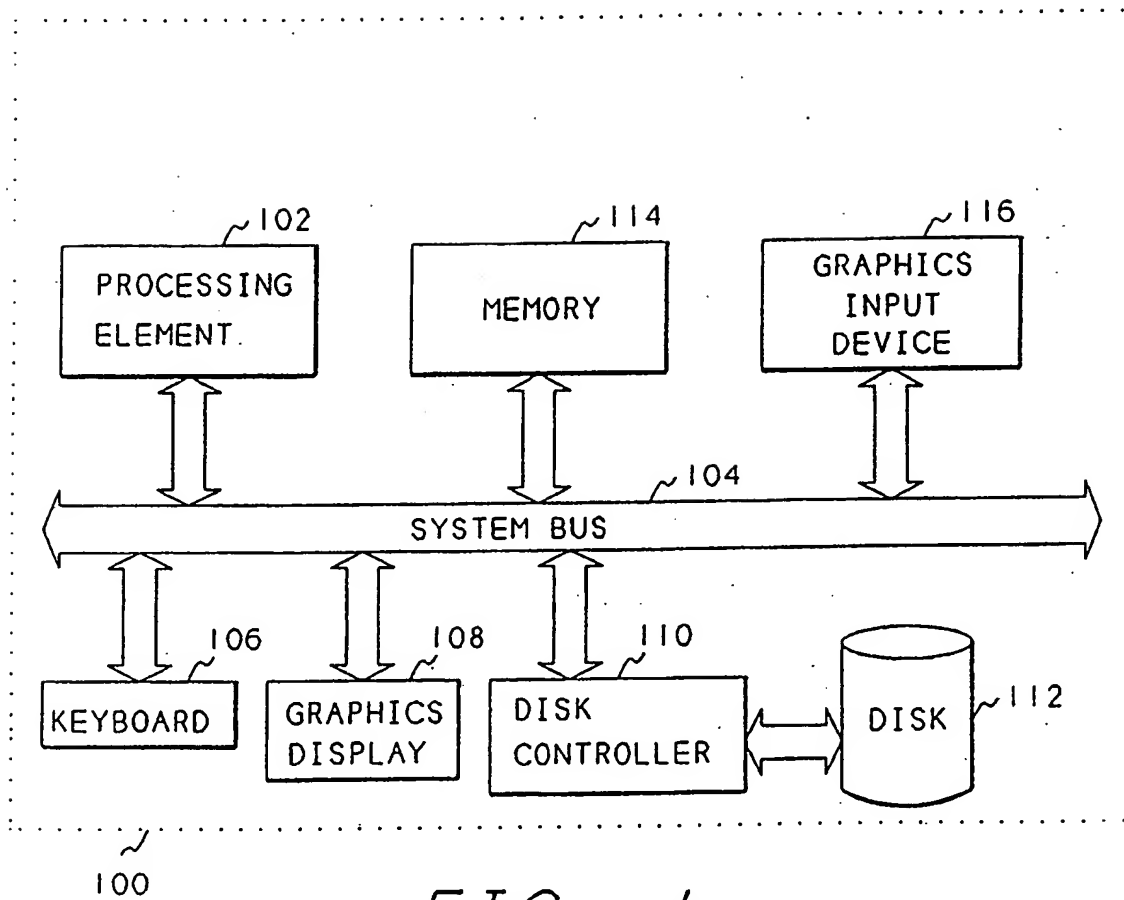 102
114
116
PROCESSING
ELEMENT
MEMORY
GRAPHICS
INPUT
DEVICE
104
SYSTEM BUS
106
108
110
KEYBOARD
GRAPHICS
DISPLAY
DISK
CONTROLLER
DISK
112
100